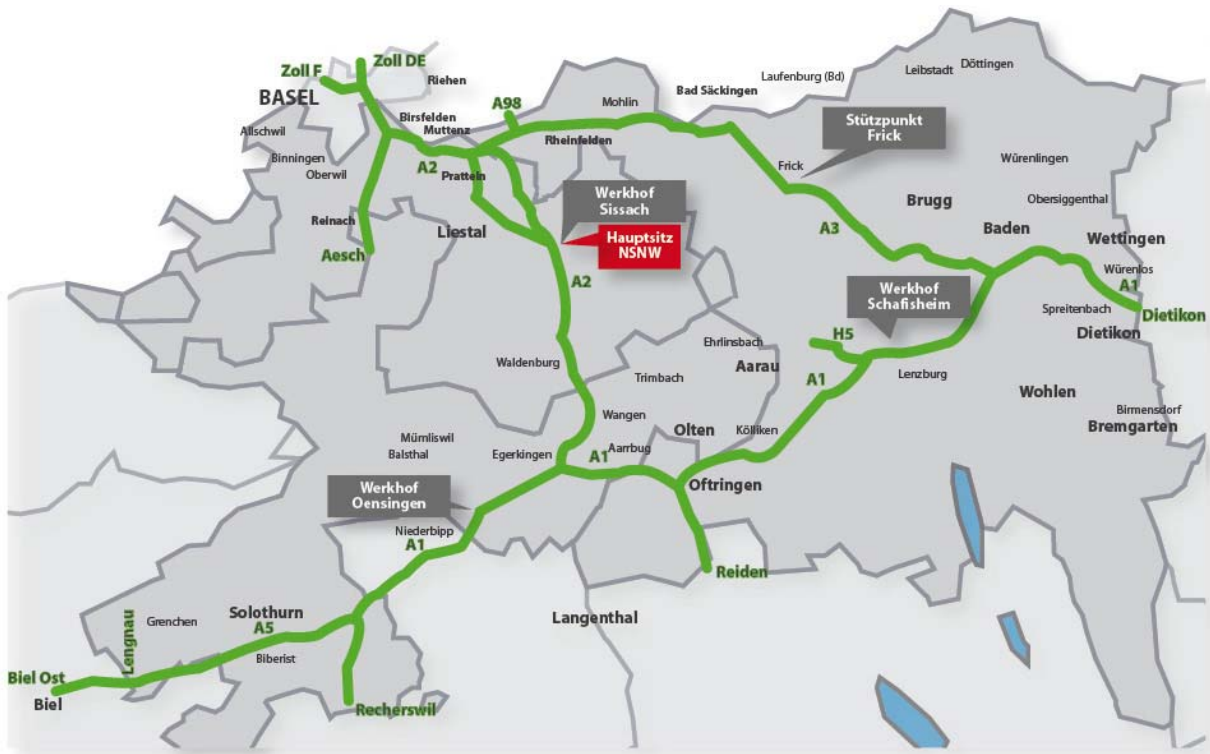 Zoll F
Zoll DE
Riehen
BASEL
Allschwil
Binningen
Oberwil
Birsfelden
Muttenz
A98
A2
Pratteln
Rheinfelden
Mohlin
Bad Säckingen
Laufenburg (Bd)
Leibstadt
Döttingen
Stützpunkt
Frick
Frick
Würenlingen
Obersiggenthal
Brugg
Baden
Wettingen
Würenlos
A1
Dietikon
Spreitenbach
Dietikon
Reinach
Aesch
Liestal
Werkhof
Sissach
Hauptsitz
NSNW
A2
A3
Werkhof
Schafisheim
H5
Ehrlinsbach
Aarau
A1
Lenzburg
Wohlen
Birmensdorf
Bremgarten
Waldenburg
Trimbach
Wangen
Olten
Kölliken
Mümliswil
Balsthal
Egerkingen
A1
Aarrbug
Oftringen
Werkhof
Oensingen
Niederbipp
A1
Reiden
Langenthal
Solothurn
Grenchen
A5
Lengnau
Biberist
Biel Ost
Biel
Recherswil